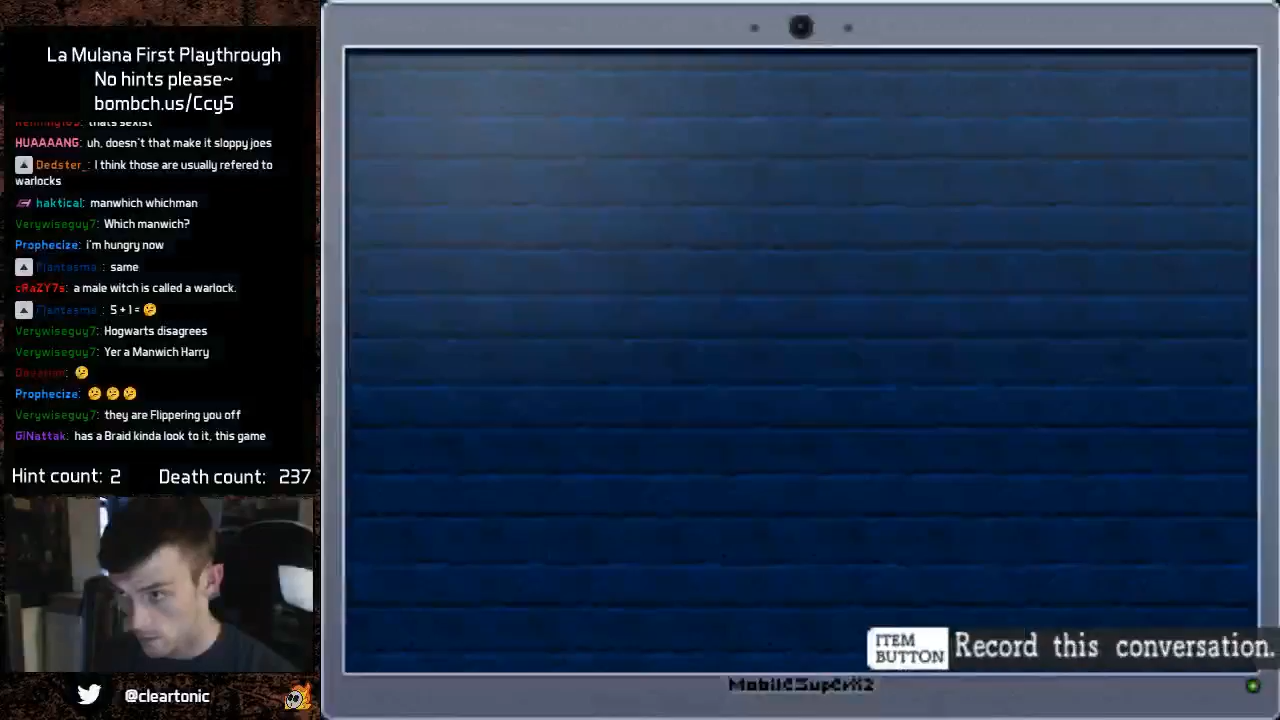 La Mulana First Playthrough
No hints please~
bombch.us/Ccy5
thats sexist
HUAAAANG: uh, doesn't that make it sloppy joes
Dedster_: I think those are usually refered to
warlocks
haktical: manwhich whichman
Verywiseguy7: Which manwich?
Prophecize: i'm hungry now
: same
cRaZY7s: a male witch is called a warlock.
: 5 + 1 = 🤔
Verywiseguy7: Hogwarts disagrees
Verywiseguy7: Yer a Manwich Harry
Prophecize: 🤔 🤔 🤔
Verywiseguy7: they are Flippering you off
GiNattak: has a Braid kinda look to it, this game
Hint count: 2 Death count: 237
@cleartonic
ITEM
BUTTON
Record this conversation.
MobileSuperX2